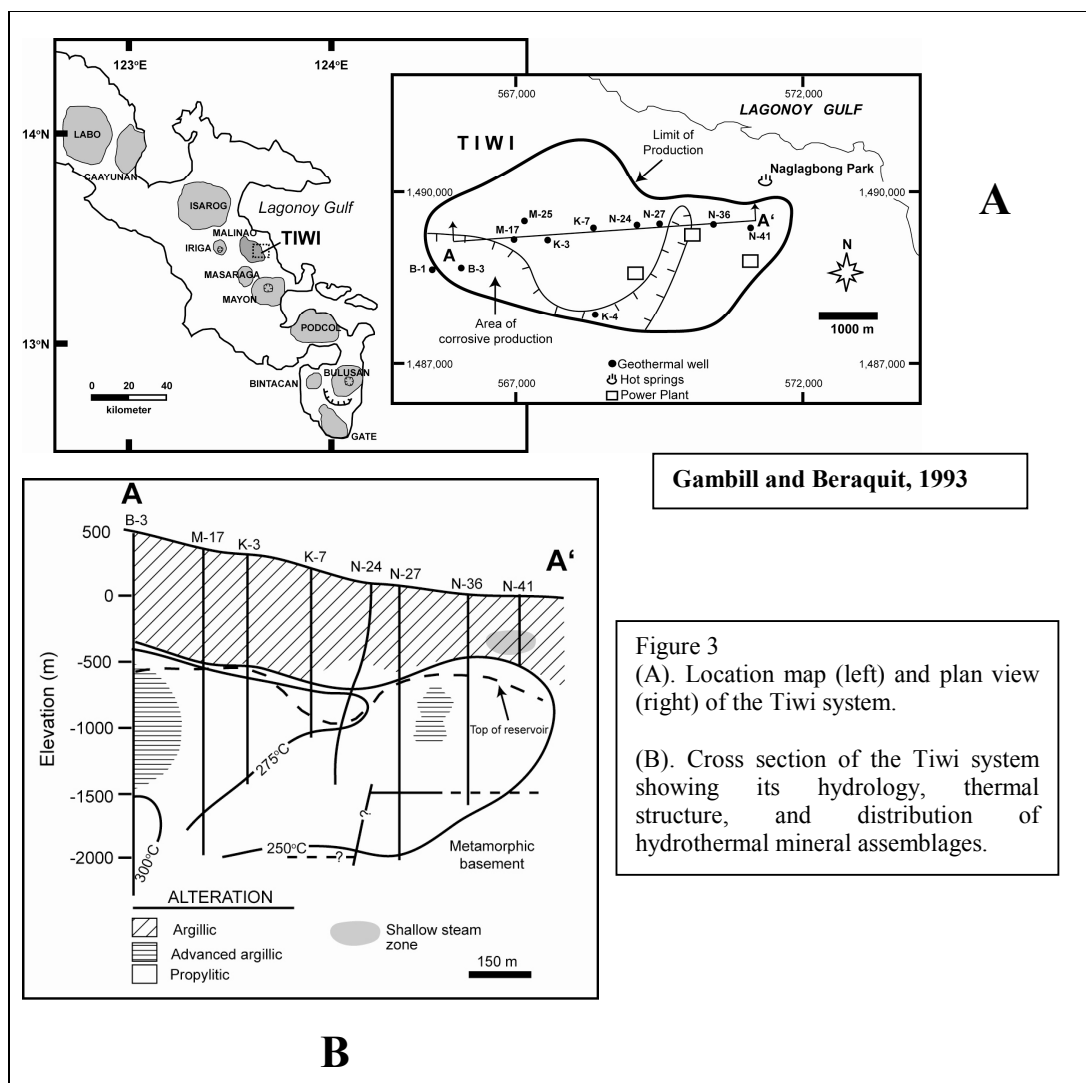 123°E
124°E
14°N
LABO
CAAYUNAN
ISAROG
Lagonoy Gulf
MALINAO
TIWI
IRIGA
MASARAGA
MAYON
PODCOL
13°N
BINTACAN
BULUSAN
GATE
0 20 40
kilometer
567,000
572,000
LAGONOY GULF
TIWI
Limit of
Production
Naglagbong Park
1,490,000
1,490,000
M-25
K-7
N-24
N-27
N-36
A'
M-17
K-3
N-41
A
B-1
B-3
N
Area of
corrosive production
K-4
1000 m
1,487,000
1,487,000
Geothermal well
Hot springs
Power Plant
567,000
572,000
A
Gambill and Beraquit, 1993
A
B-3
M-17
K-3
K-7
N-24
N-27
N-36
N-41
A'
500
0
-500
-1000
-1500
-2000
Elevation (m)
Top of reservoir
275°C
?
250°C
?
300°C
Metamorphic
basement
ALTERATION
Argillic
Advanced argillic
Propylitic
Shallow steam
zone
150 m
B
Figure 3
(A). Location map (left) and plan view
(right) of the Tiwi system.
(B). Cross section of the Tiwi system
showing its hydrology, thermal
structure, and distribution of
hydrothermal mineral assemblages.